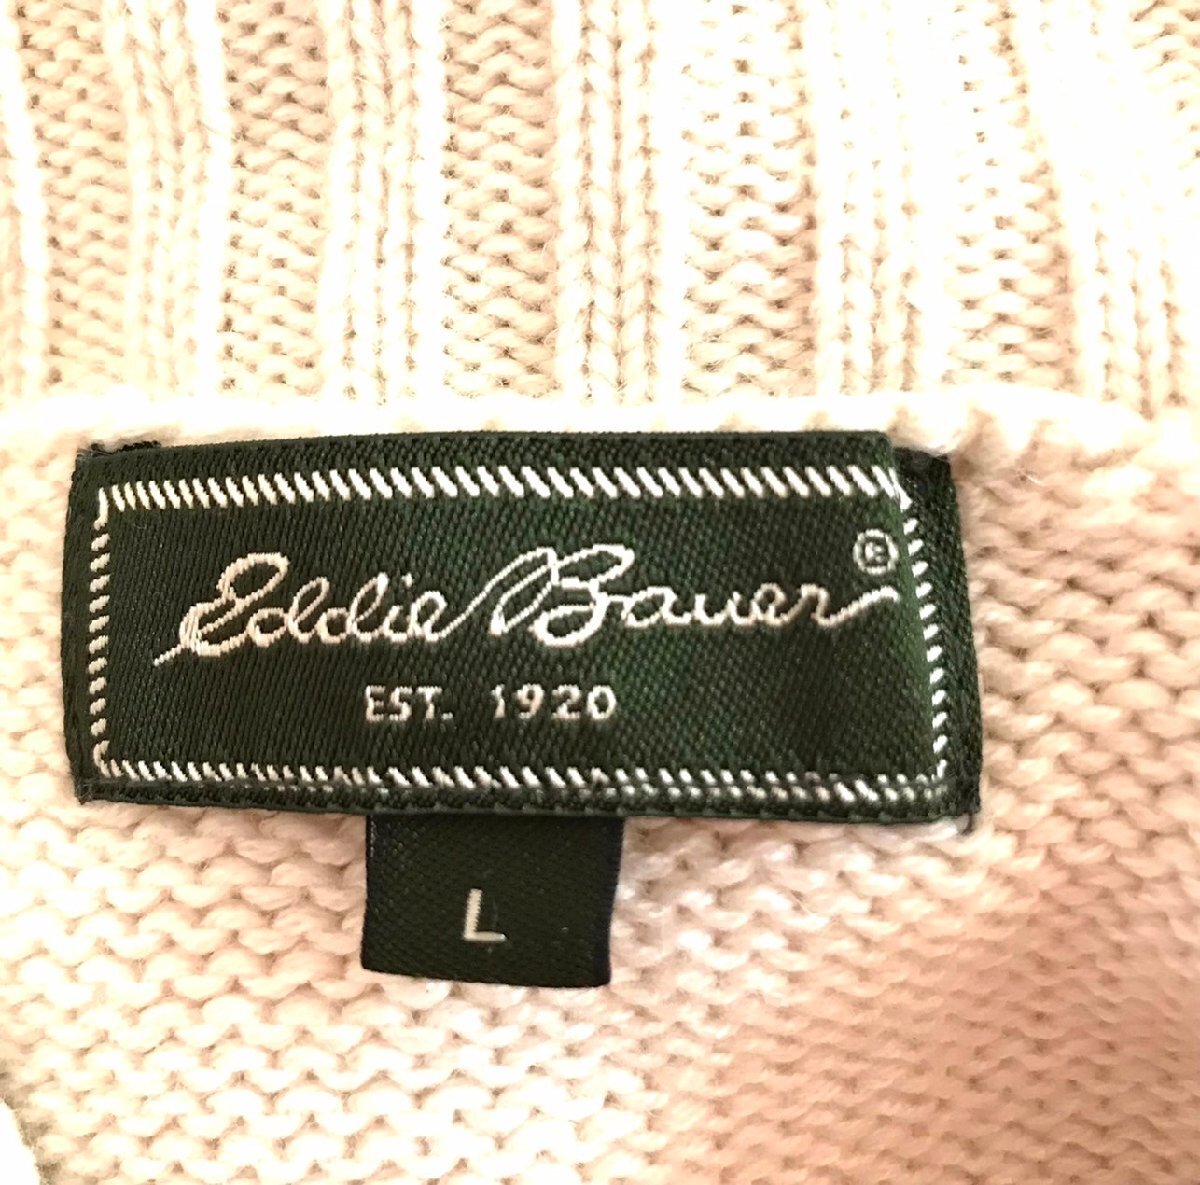 Eddie Bauer ®
EST. 1920
L